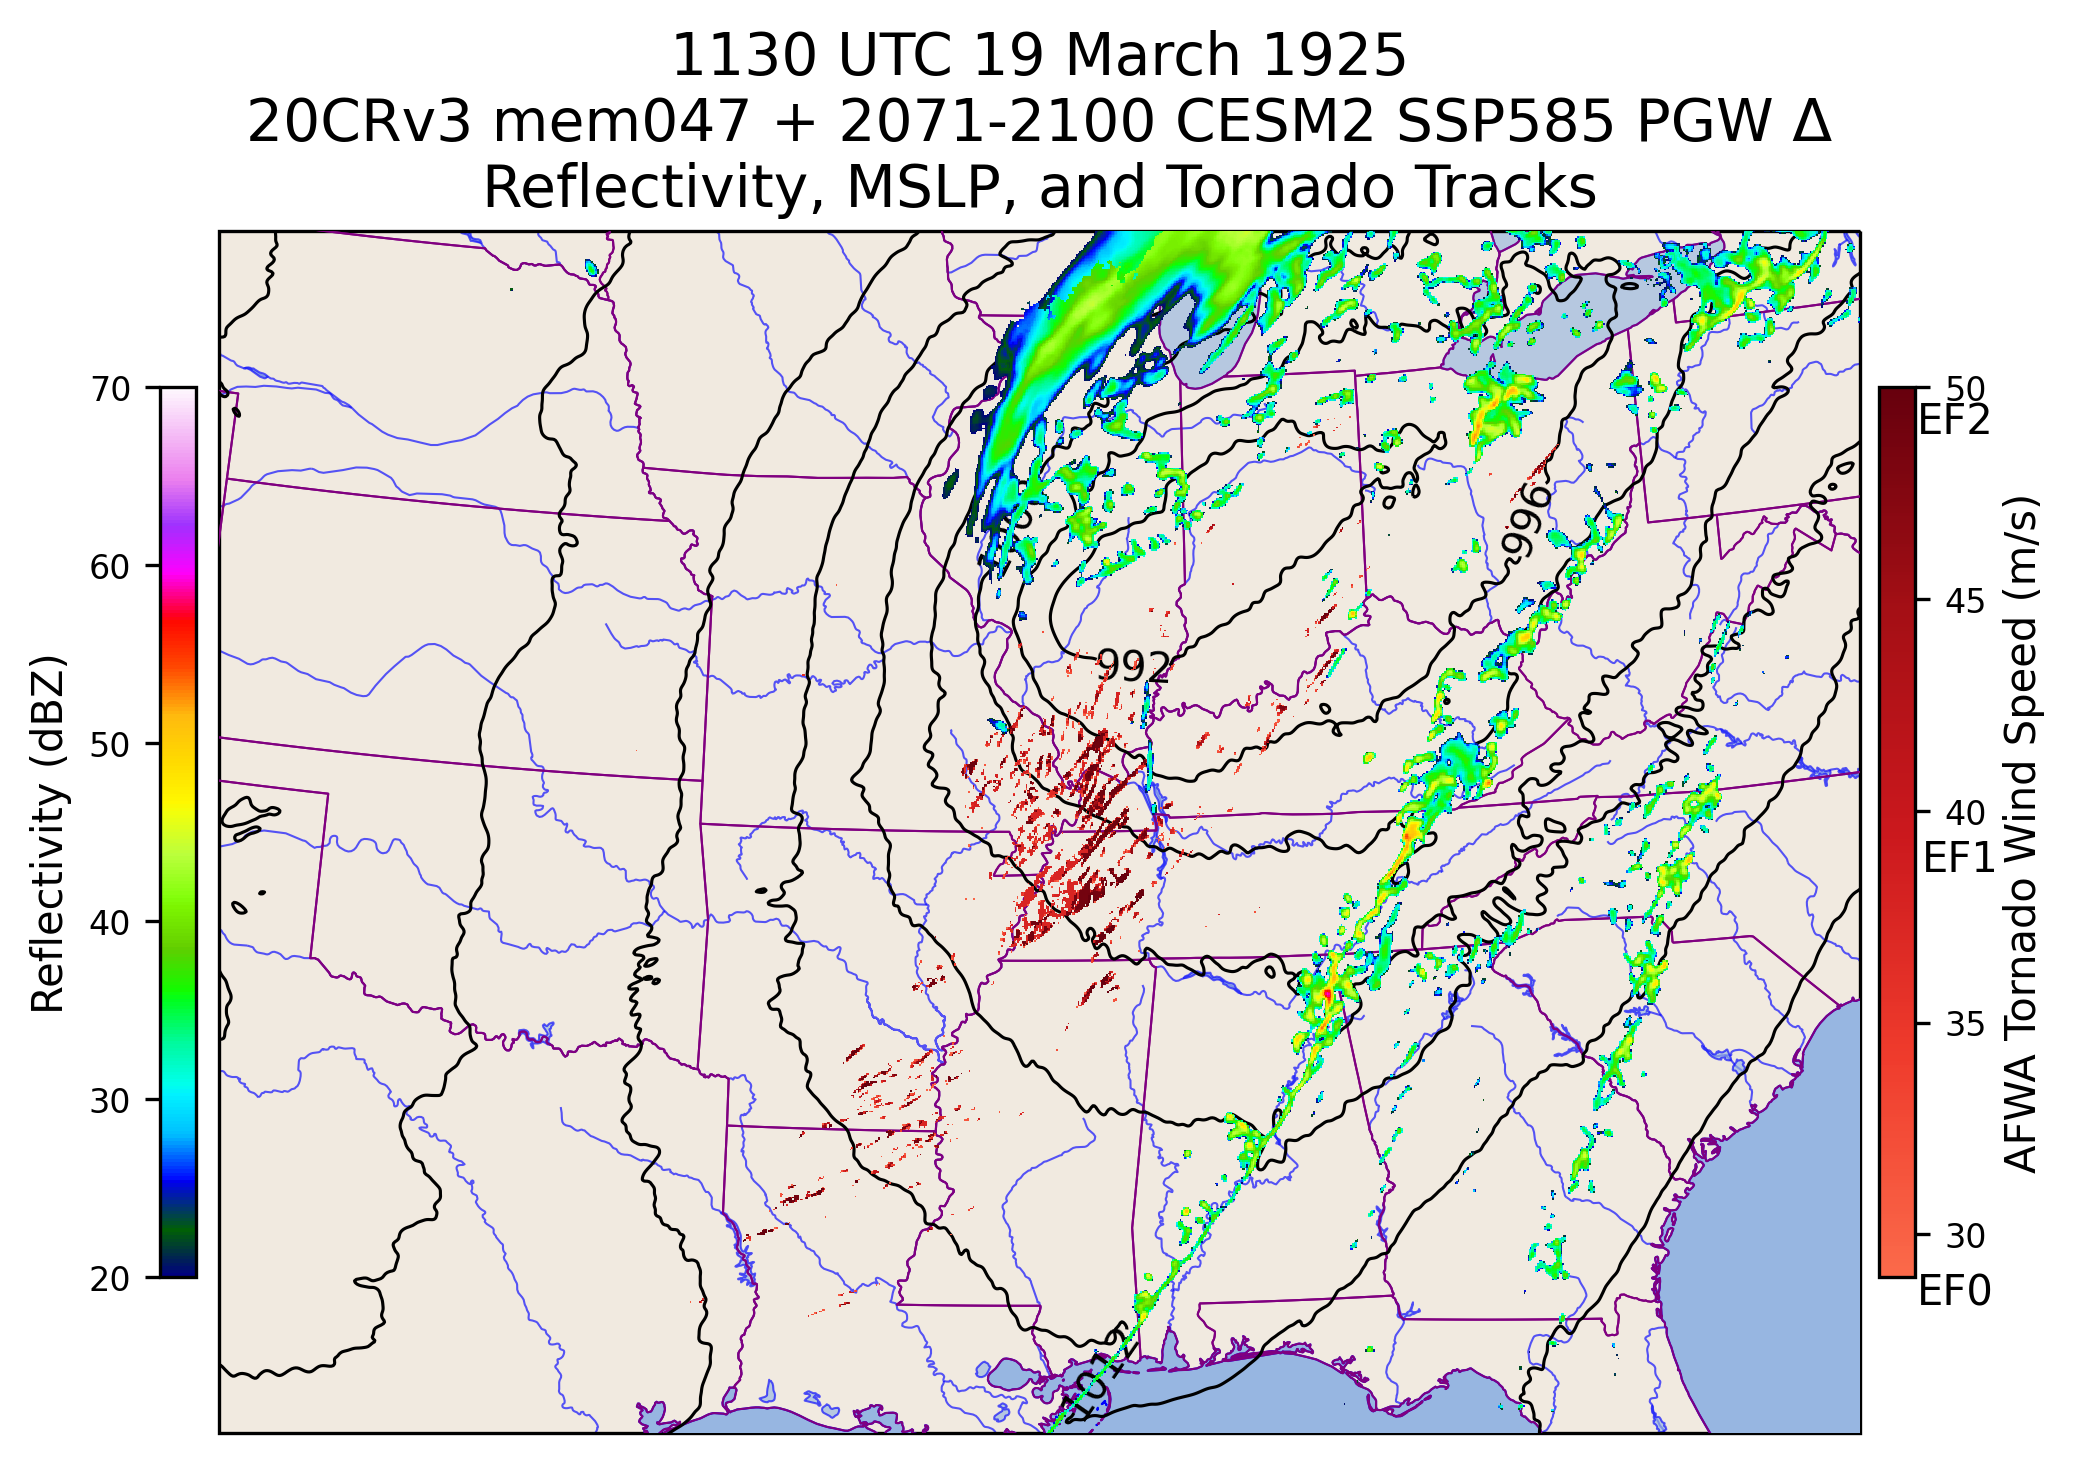 1130 UTC 19 March 1925
20CRv3 mem047 + 2071-2100 CESM2 SSP585 PGW Δ
Reflectivity, MSLP, and Tornado Tracks
70
60
50
40
30
20
Reflectivity (dBZ)
996
992
1012
50
EF2
45
40
EF1
35
30
EF0
AFWA Tornado Wind Speed (m/s)